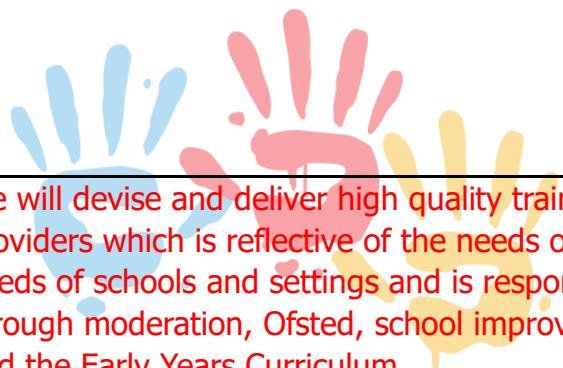 will devise and deliver high quality
which is reflective of the needs
of schools and settings and is
moderation, Ofsted, school
the Early Years Curriculum